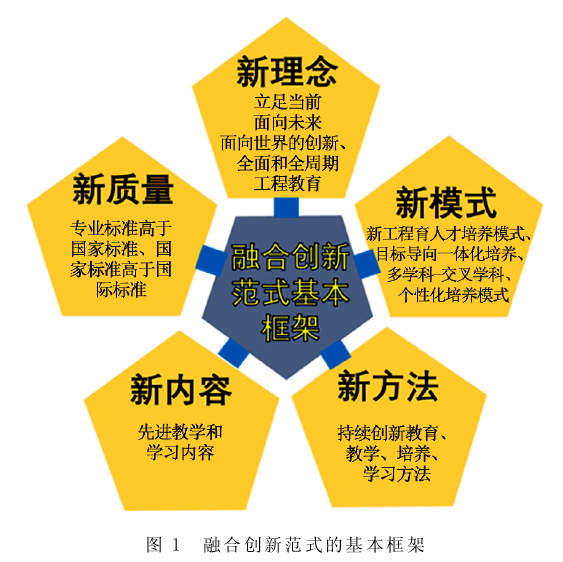 新理念
立足当前
面向未来
面向世界的创新、
全面和全周期
工程教育
新质量
专业标准高于
国家标准、国
家标准高于国
际标准
新模式
新工程育人才培养模式、
目标导向一体化培养、
多学科-交叉学科、
个性化培养模式
融合创新
范式基本
框架
新内容
先进教学和
学习内容
新方法
持续创新教育、
教学、培养、
学习方法
图 1 融合创新范式的基本框架